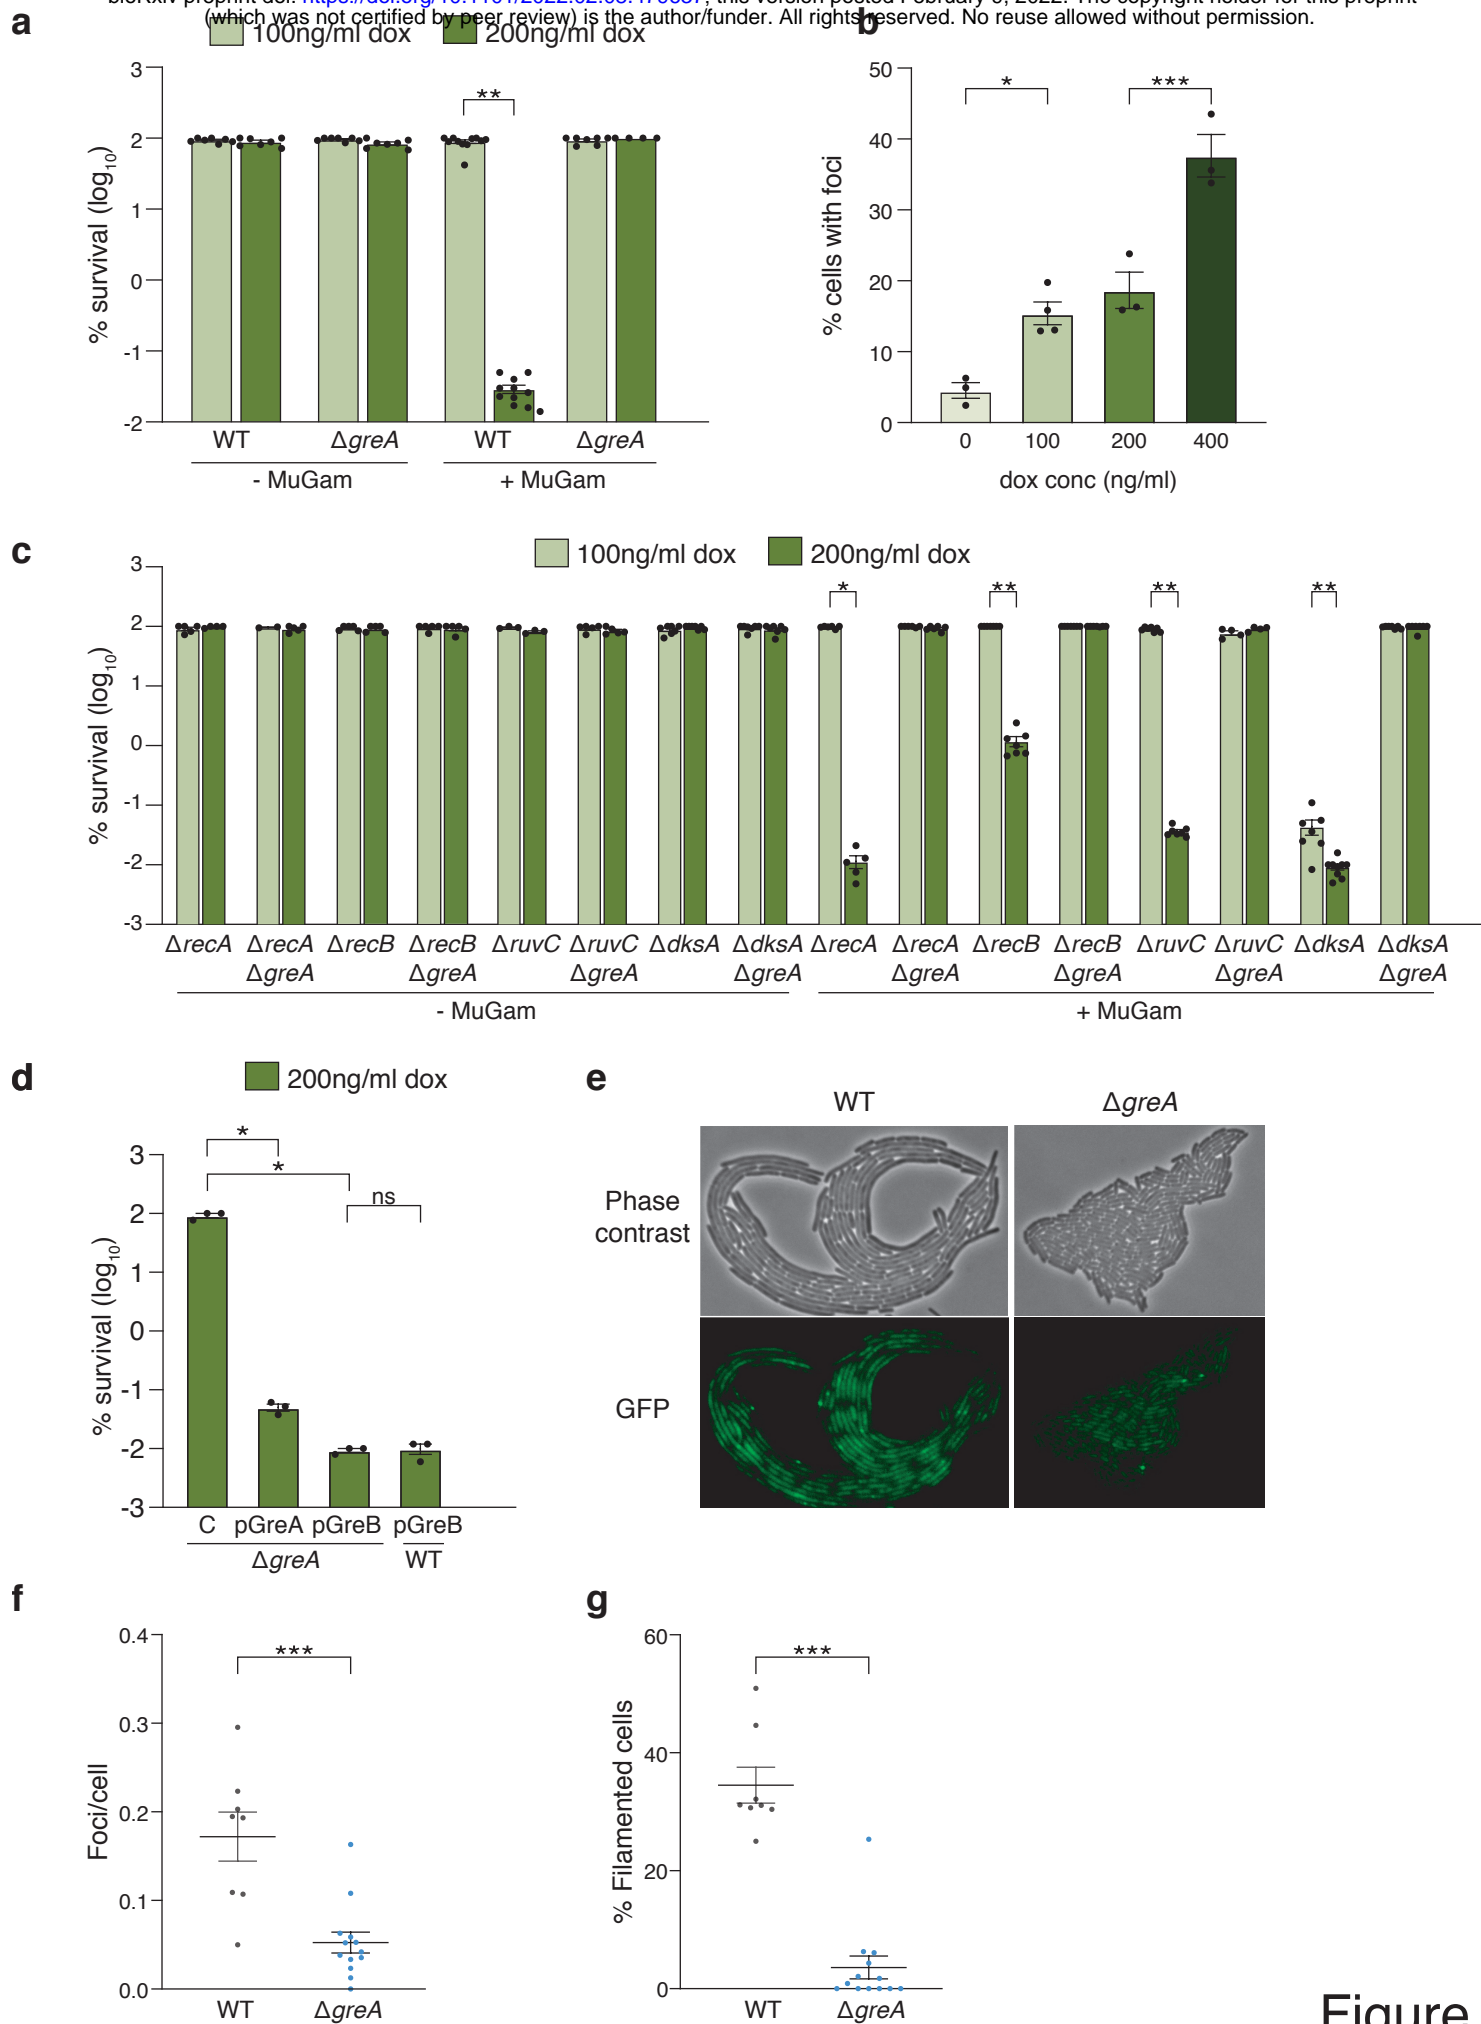 (which was not certified by peer review) is the author/funder. All rights reserved. No reuse allowed without permission.
a
100ng/ml dox 200ng/ml dox
% survival (log10)
3
2
1
0
-1
-2
**
WT ΔgreA WT ΔgreA
- MuGam + MuGam
b
% cells with foci
50
40
30
20
10
0
* ***
0 100 200 400
dox conc (ng/ml)
c
100ng/ml dox 200ng/ml dox
% survival (log10)
3
2
1
0
-1
-2
-3
* ** ** **
ΔrecA ΔrecA ΔrecB ΔrecB ΔruvC ΔruvC ΔdksA ΔdksA ΔrecA ΔrecA ΔrecB ΔrecB ΔruvC ΔruvC ΔdksA ΔdksA
ΔgreA ΔgreA ΔgreA ΔgreA ΔgreA ΔgreA ΔgreA ΔgreA
- MuGam + MuGam
d
200ng/ml dox
% survival (log10)
3
2
1
0
-1
-2
-3
*
*
ns
C pGreA pGreB pGreB
ΔgreA WT
e
WT ΔgreA
Phase
contrast
GFP
f
Foci/cell
0.4
0.3
0.2
0.1
0.0
***
WT ΔgreA
g
% Filamented cells
60
40
20
0
***
WT ΔgreA
Figure